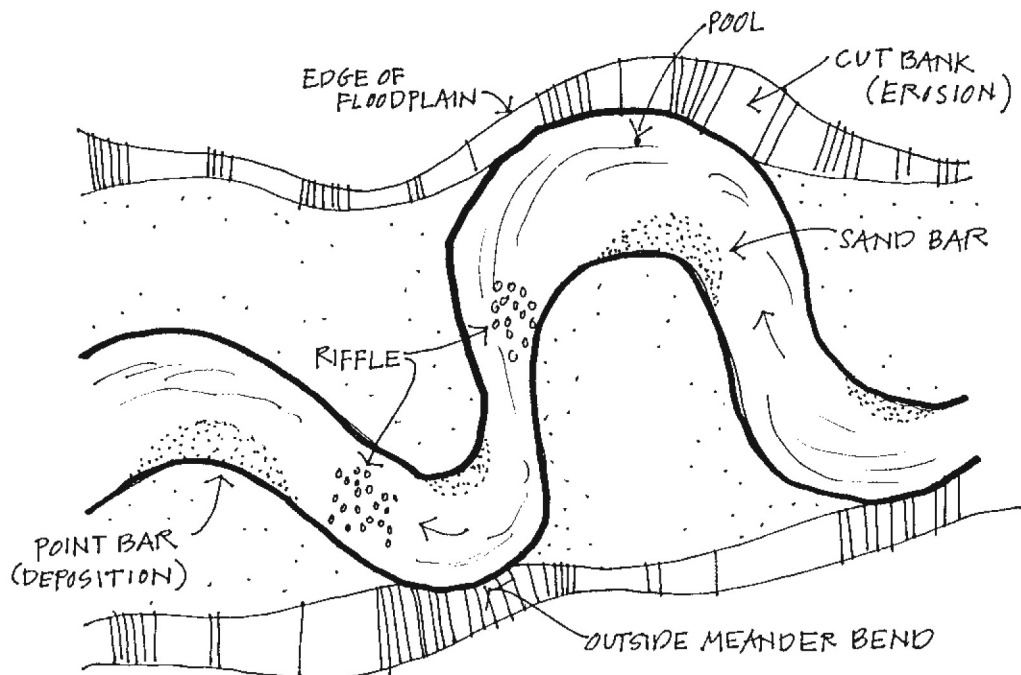 POOL
EDGE OF
FLOODPLAIN
CUT BANK
(EROSION)
SAND BAR
RIFFLE
POINT BAR
(DEPOSITION)
OUTSIDE MEANDER BEND